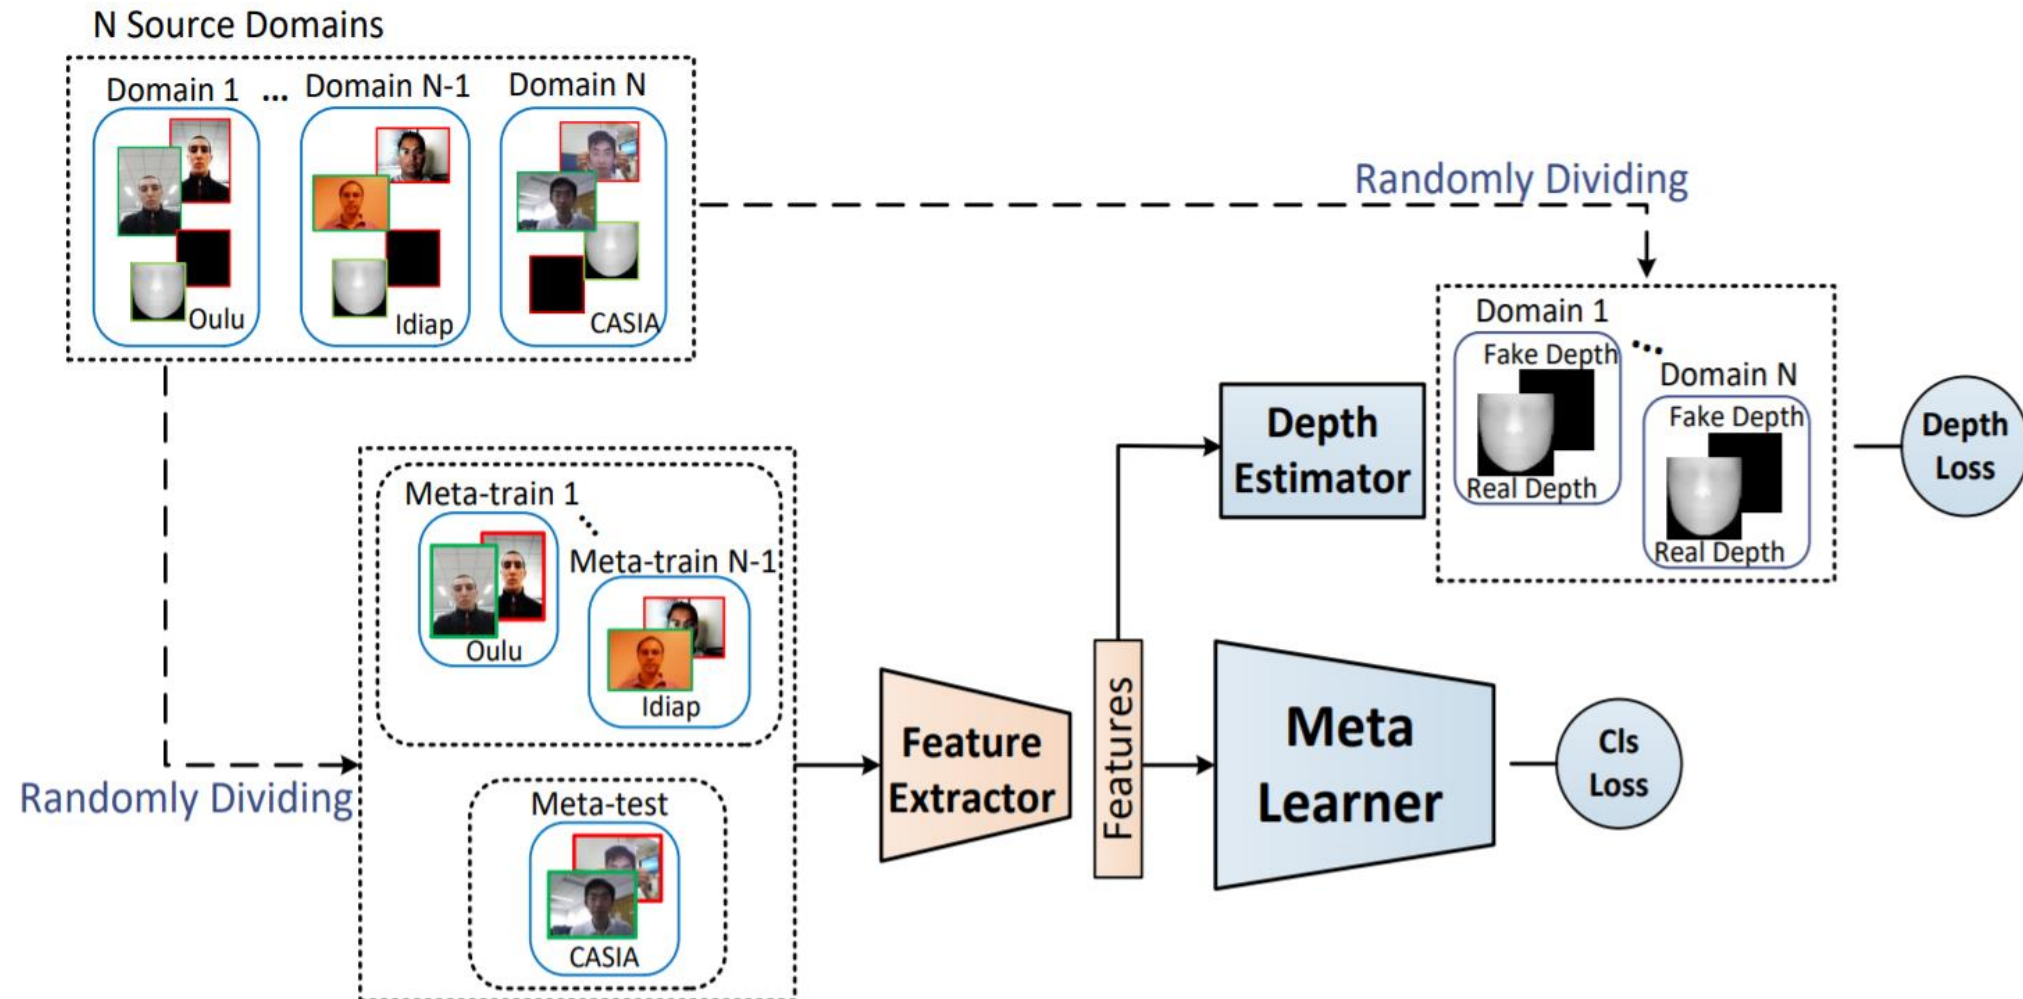 N Source Domains
Domain 1 ... Domain N-1 Domain N
Oulu
Idiap
CASIA
Randomly Dividing
Domain 1
Fake Depth
...
Real Depth
Domain N
Fake Depth
Real Depth
Depth
Estimator
Depth
Loss
Randomly Dividing
Meta-train 1
...
Oulu
Meta-train N-1
Idiap
Meta-test
CASIA
Feature
Extractor
Features
Meta
Learner
Cls
Loss